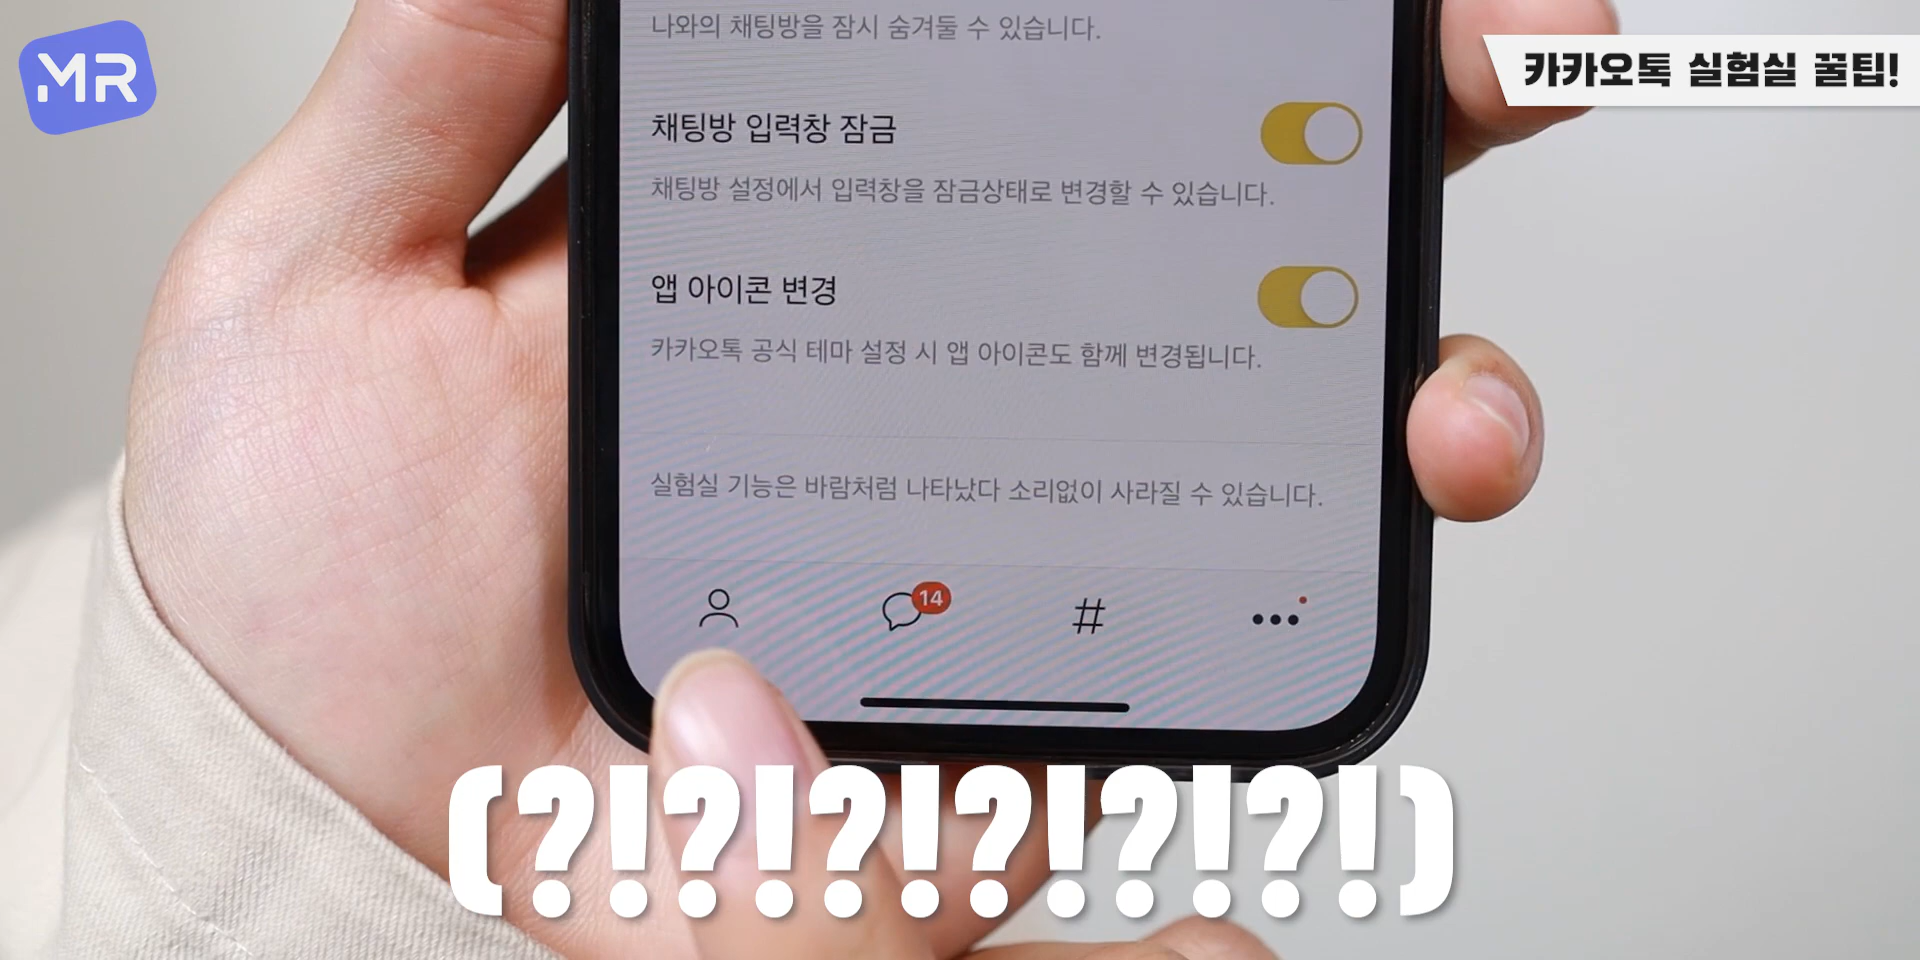 MR
카카오톡 실험실 꿀팁!
나와의 채팅방을 잠시 숨겨둘 수 있습니다.
채팅방 입력창 잠금
채팅방 설정에서 입력창을 잠금상태로 변경할 수 있습니다.
앱 아이콘 변경
카카오톡 공식 테마 설정 시 앱 아이콘도 함께 변경됩니다.
실험실 기능은 바람처럼 나타났다 소리없이 사라질 수 있습니다.
14
#
(?!?!?!?!?!?!)